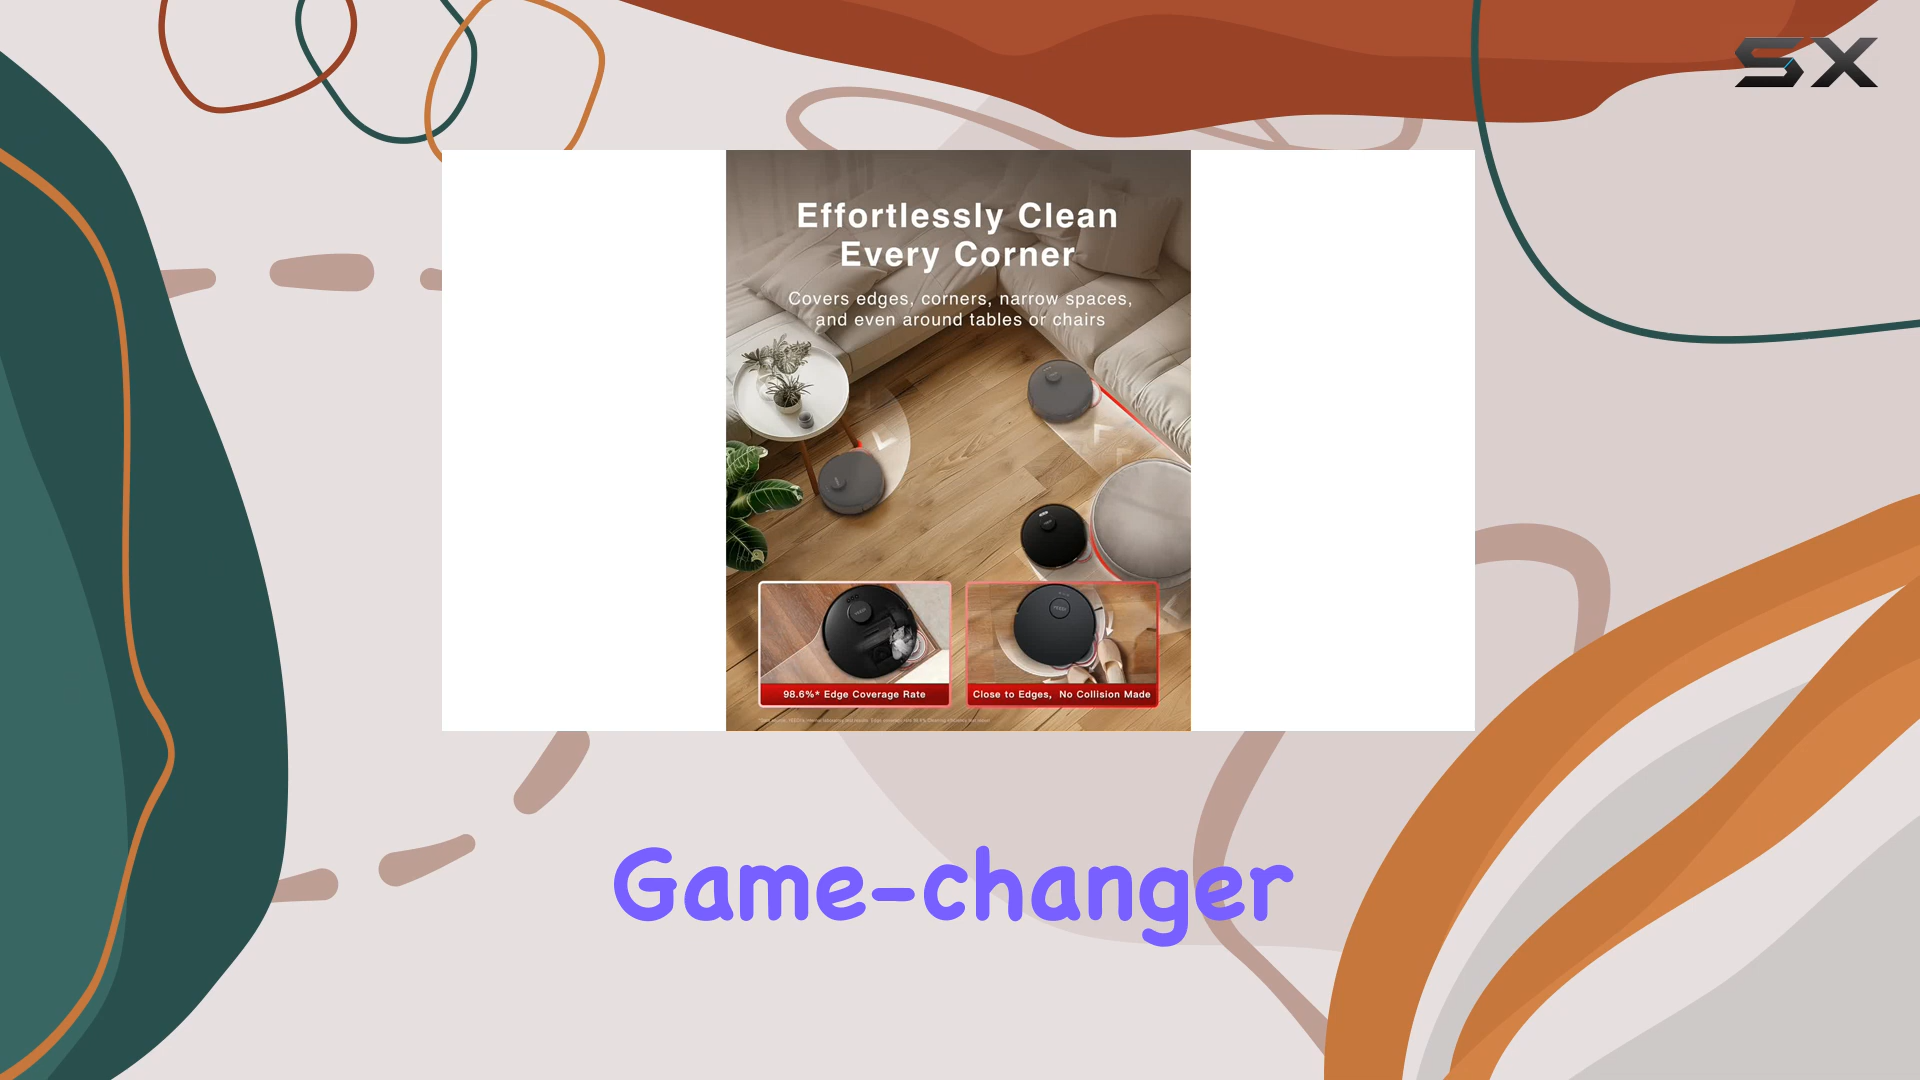 SX
Effortlessly Clean
Every Corner
Covers edges, corners, narrow spaces,
and even around tables or chairs
98.6%* Edge Coverage Rate
Close to Edges, No Collision Made
Game-changer